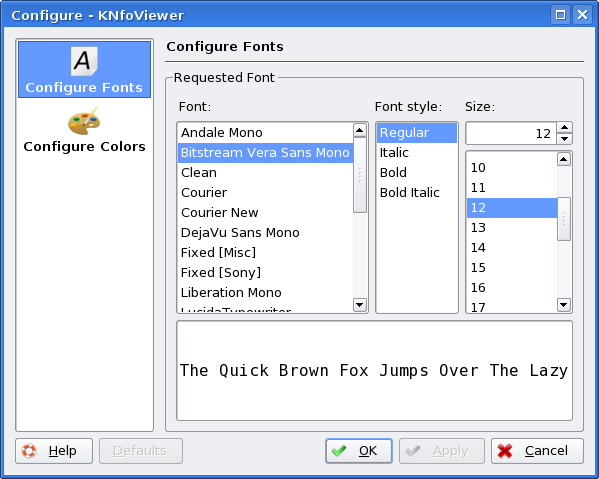 Configure - KNfoViewer
Configure Fonts
Configure Colors
Configure Fonts
Requested Font
Font:
Andale Mono
Bitstream Vera Sans Mono
Clean
Courier
Courier New
DejaVu Sans Mono
Fixed [Misc]
Fixed [Sony]
Liberation Mono
LucidaTypewriter
Font style:
Regular
Italic
Bold
Bold Italic
Size:
12
10
11
12
13
14
15
16
17
The Quick Brown Fox Jumps Over The Lazy
Help
Defaults
OK
Apply
Cancel